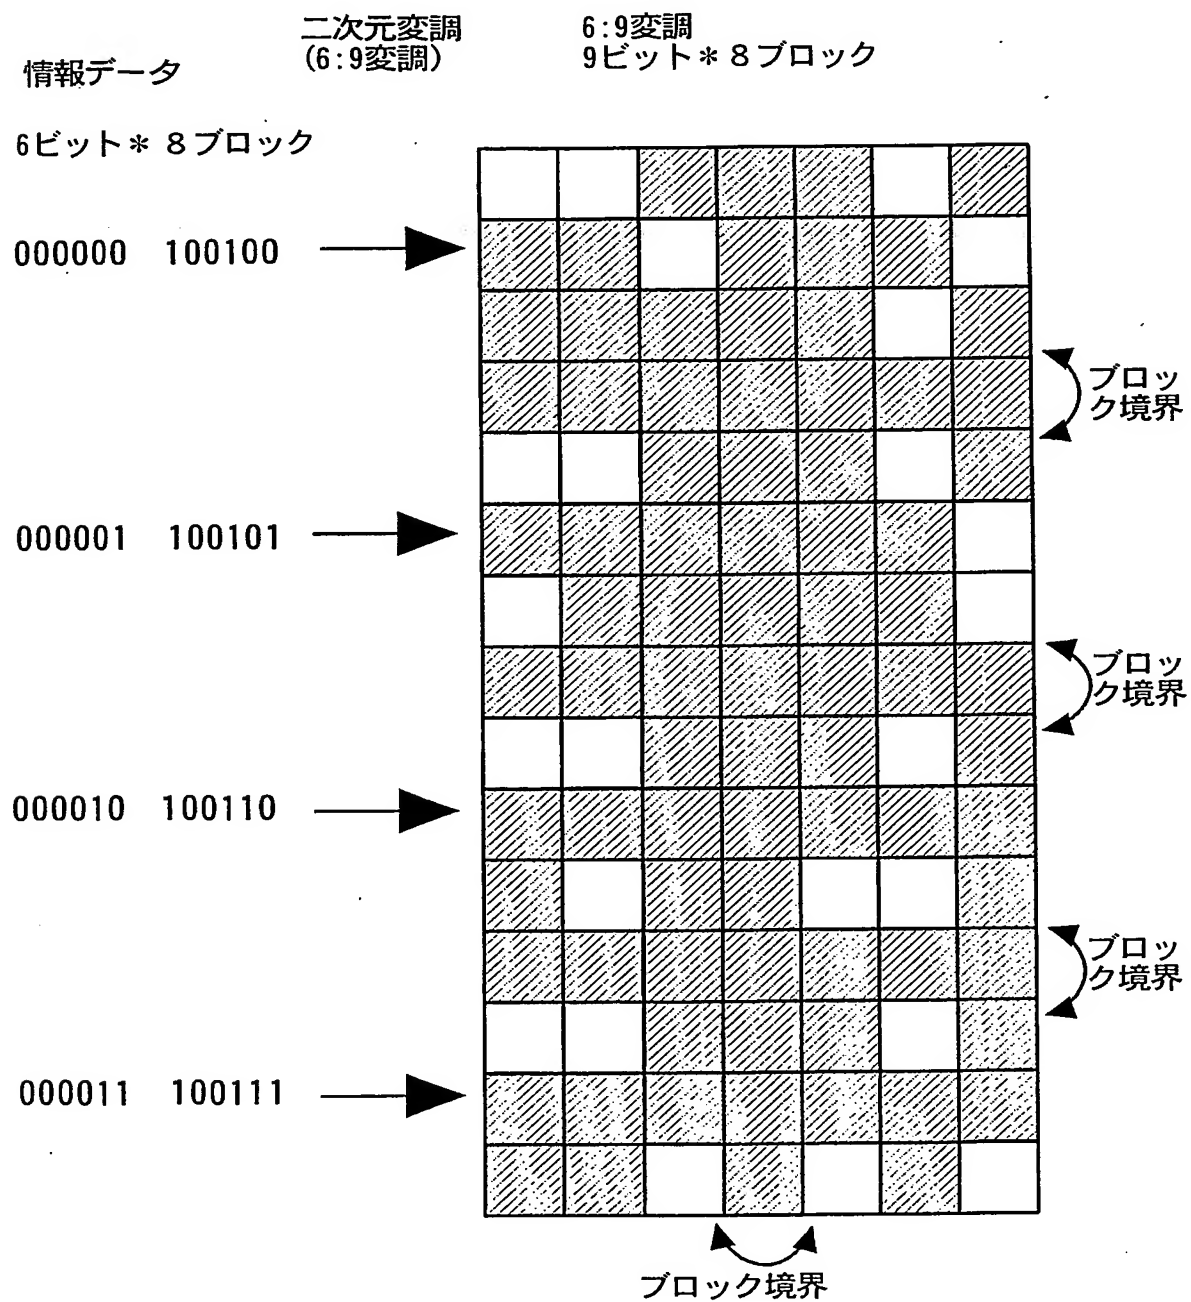 二次元変調
(6:9変調)
6:9変調
9ビット＊８ブロック
情報データ
6ビット＊ ８ブロック
000000 100100
ブロッ
ク境界
000001 100101
ブロッ
ク境界
000010 100110
ブロッ
ク境界
000011 100111
ブロック境界